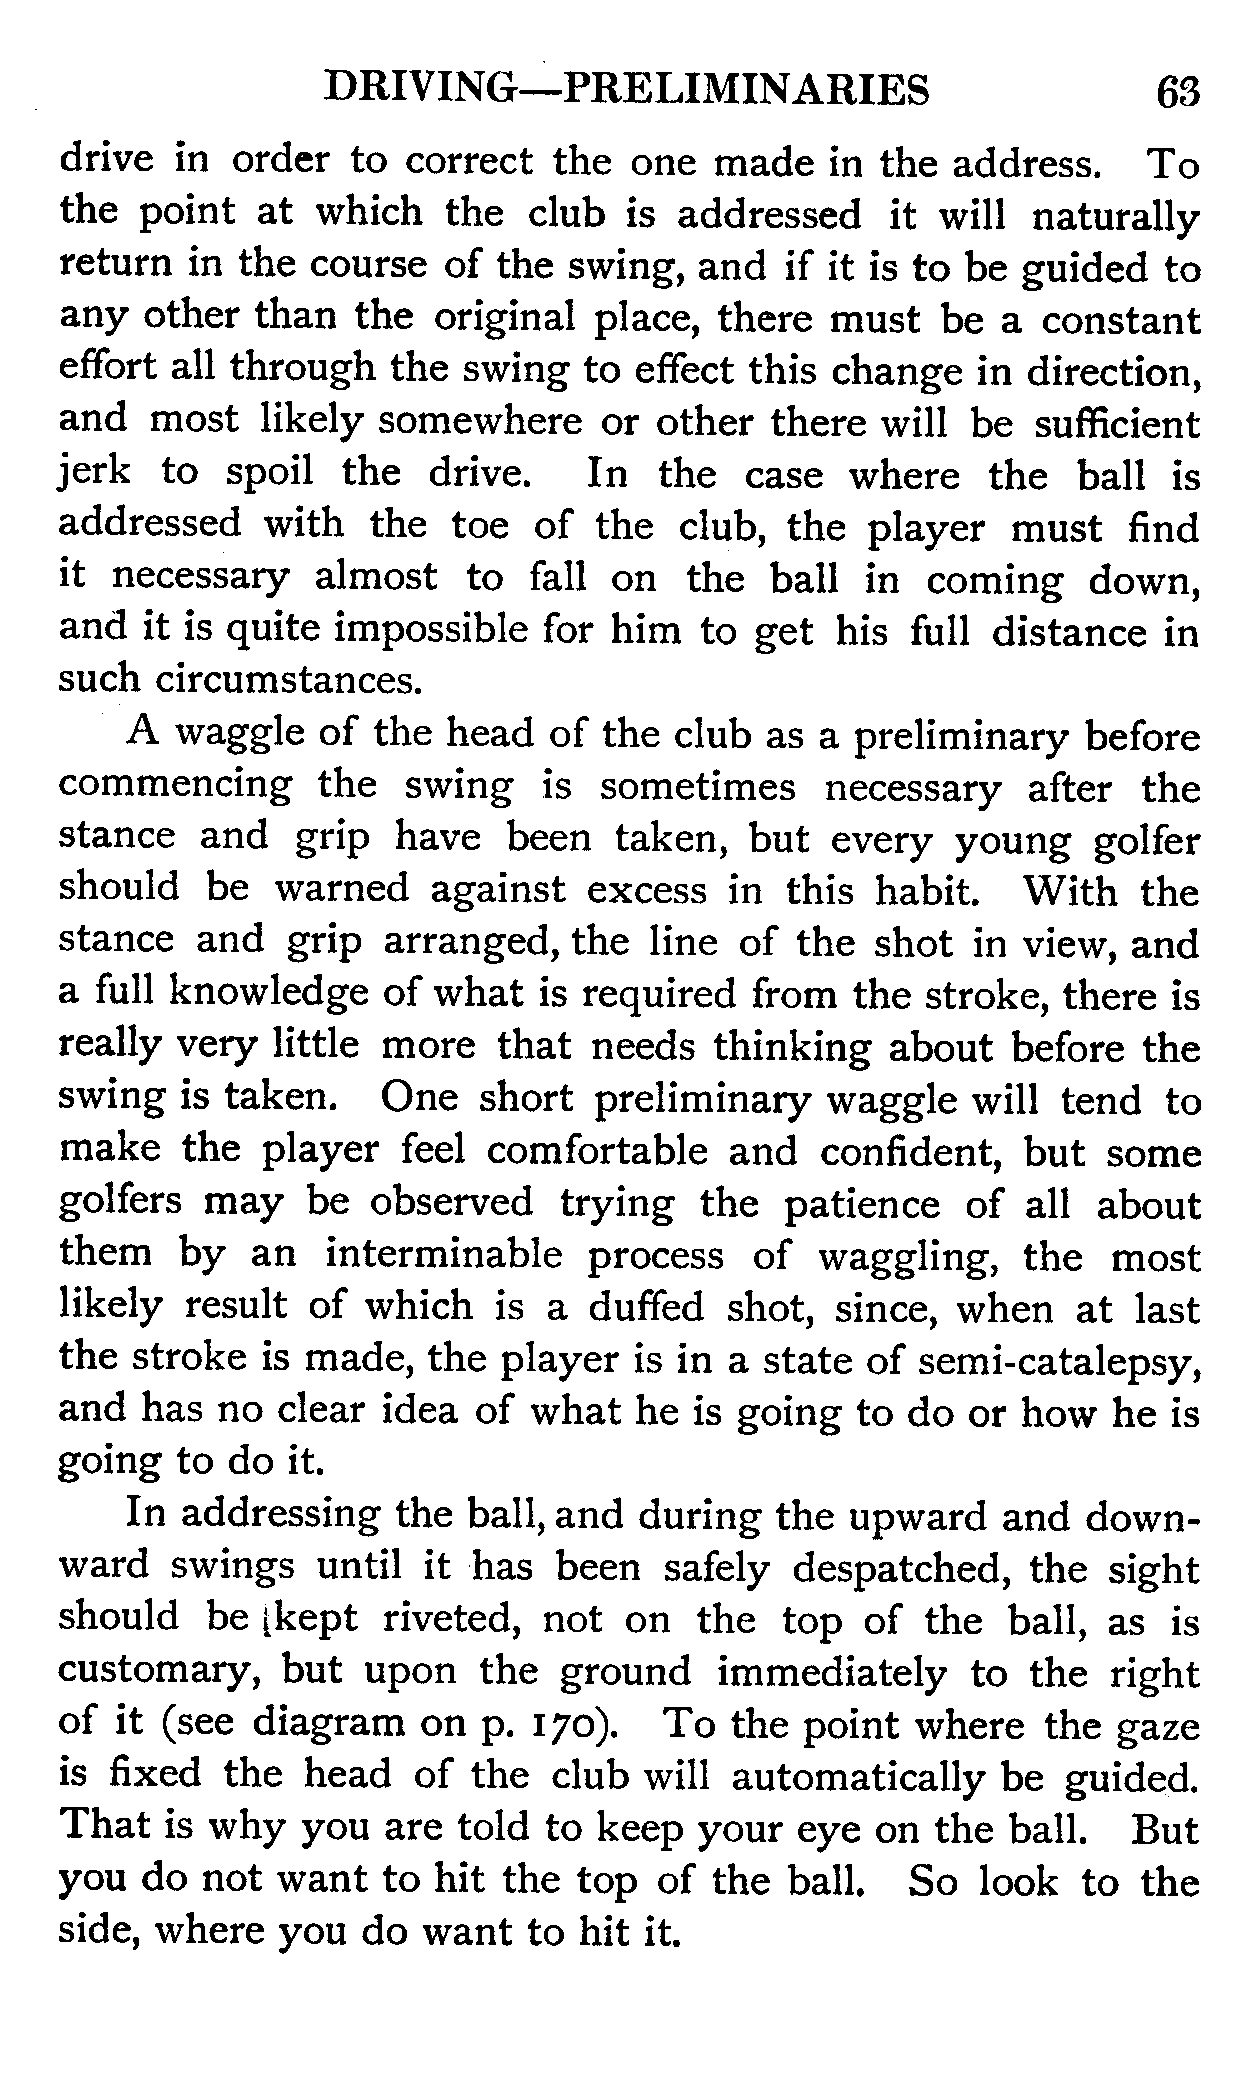 DRIVING—PRELIMINARIES 63
drive in order to correct the one made in the address. To
the point at which the club is addressed it will naturally
return in the course of the swing, and if it is to be guided to
any other than the original place, there must be a constant
effort all through the swing to effect this change in direction,
and most likely somewhere or other there will be sufficient
jerk to spoil the drive. In the case where the ball is
addressed with the toe of the club, the player must find
it necessary almost to fall on the ball in coming down,
and it is quite impossible for him to get his full distance in
such circumstances.
A waggle of the head of the club as a preliminary before
commencing the swing is sometimes necessary after the
stance and grip have been taken, but every young golfer
should be warned against excess in this habit. With the
stance and grip arranged, the line of the shot in view, and
a full knowledge of what is required from the stroke, there is
really very little more that needs thinking about before the
swing is taken. One short preliminary waggle will tend to
make the player feel comfortable and confident, but some
golfers may be observed trying the patience of all about
them by an interminable process of waggling, the most
likely result of which is a duffed shot, since, when at last
the stroke is made, the player is in a state of semi-catalepsy,
and has no clear idea of what he is going to do or how he is
going to do it.
In addressing the ball, and during the upward and down-
ward swings until it has been safely despatched, the sight
should be kept riveted, not on the top of the ball, as is
customary, but upon the ground immediately to the right
of it (see diagram on p. 170). To the point where the gaze
is fixed the head of the club will automatically be guided.
That is why you are told to keep your eye on the ball. But
you do not want to hit the top of the ball. So look to the
side, where you do want to hit it.